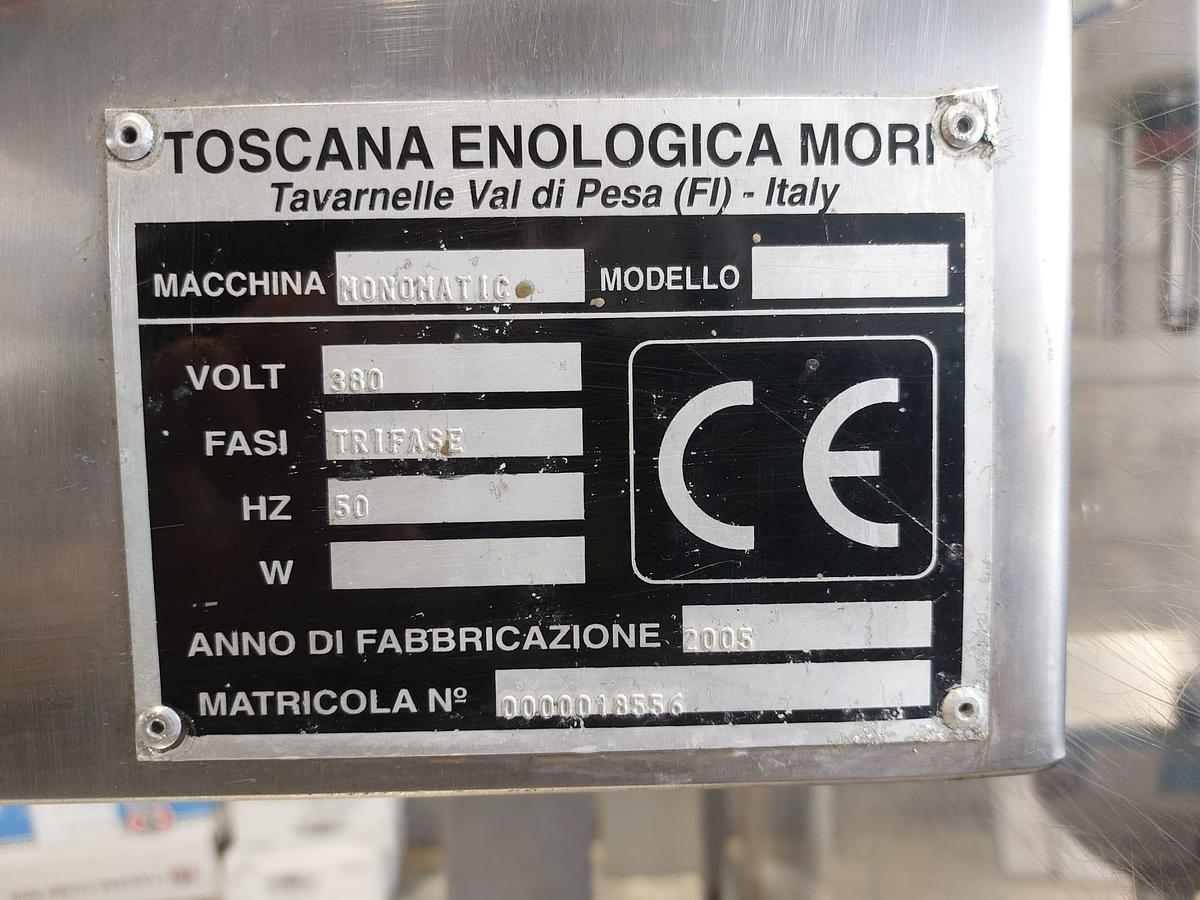 TOSCANA ENOLOGICA MORI
Tavarnelle Val di Pesa (FI) - Italy
MACCHINA MONOMATIC MODELLO
VOLT 380
FASI TRIFASE
HZ 50
W
CE
ANNO DI FABBRICAZIONE 2005
MATRICOLA Nº 0000018556